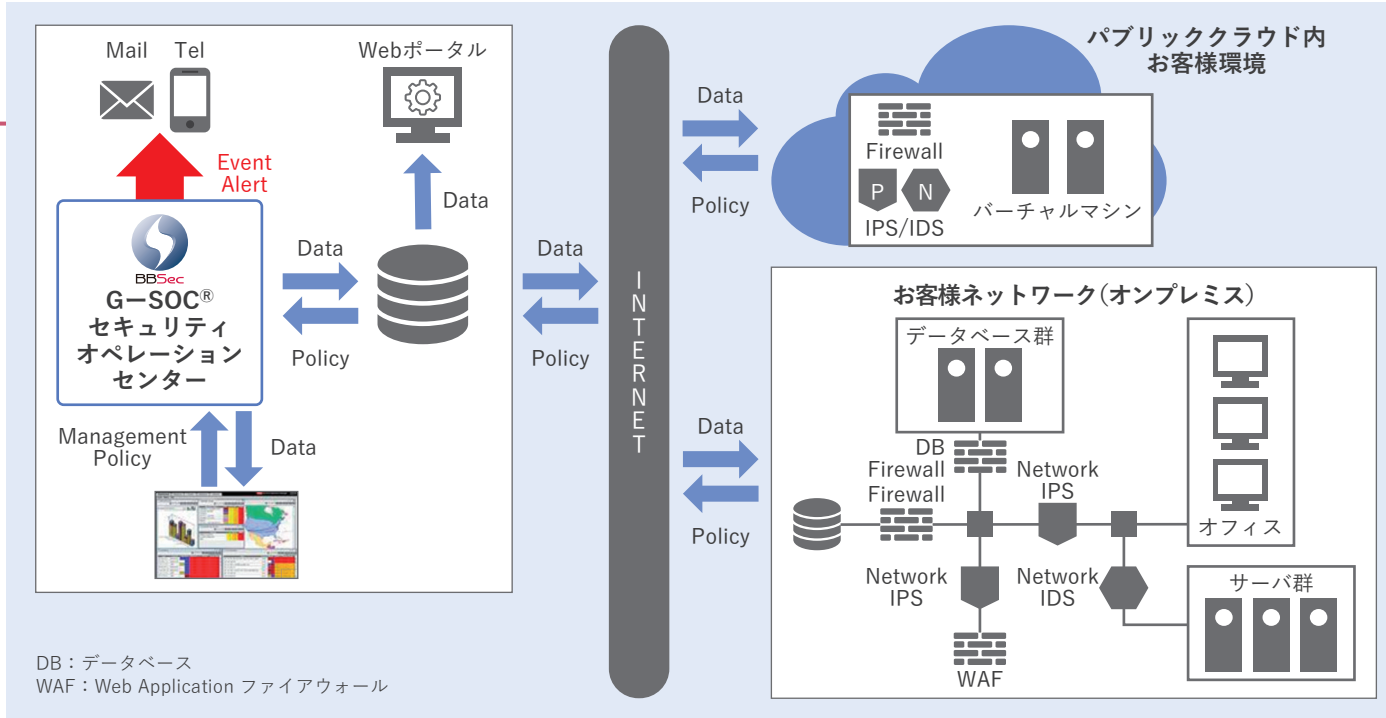 Mail
Tel
Webポータル
Event
Alert
Data
BBSec
GーSOC®
セキュリティ
オペレーション
センター
Data
Policy
Management
Policy
Data
Data
Policy
INTERNET
Data
Policy
パブリッククラウド内
お客様環境
Firewall
P
N
IPS/IDS
バーチャルマシン
Data
Policy
お客様ネットワーク(オンプレミス)
データベース群
DB
Firewall
Firewall
Network
IPS
オフィス
Network
IPS
Network
IDS
サーバ群
WAF
DB：データベース
WAF：Web Application ファイアウォール